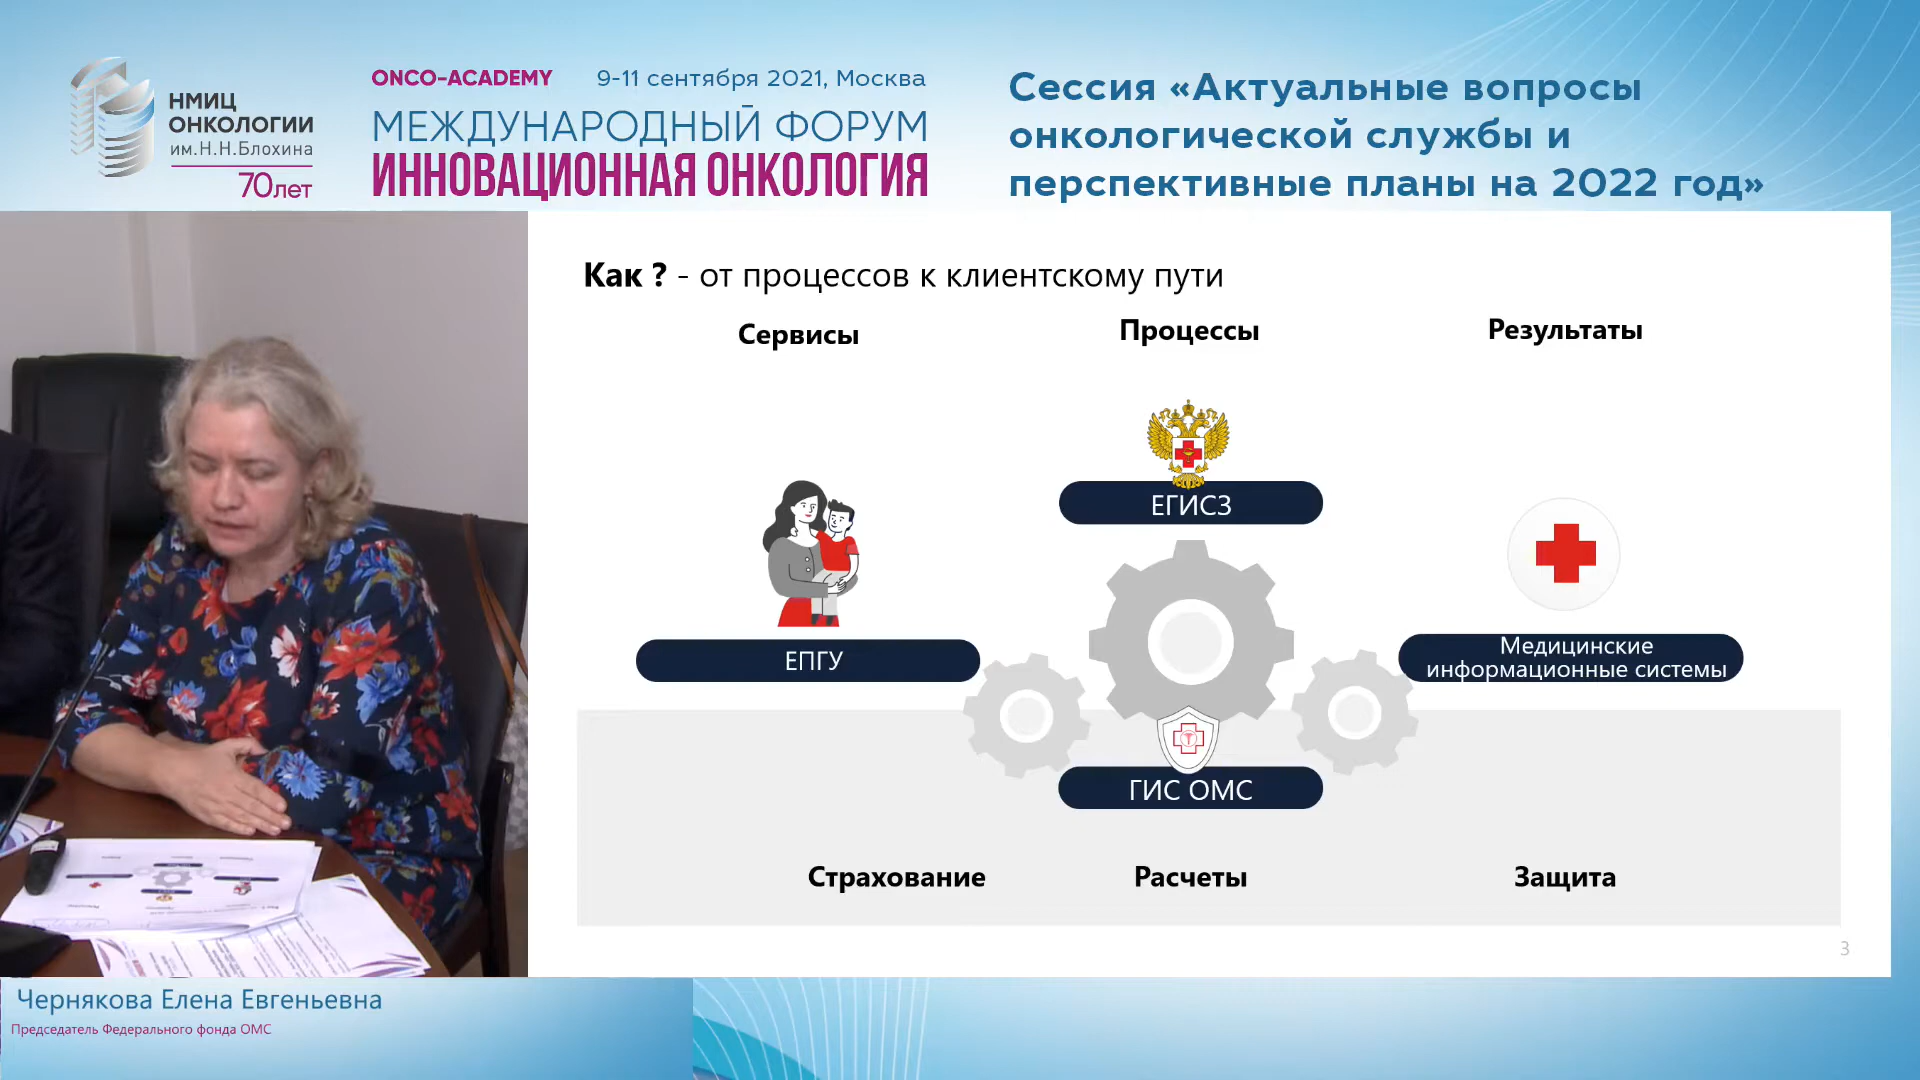 НМИЦ
ОНКОЛОГИИ
им.Н.Н.Блохина
70лет
ONCO-ACADEMY 9-11 сентября 2021, Москва
МЕЖДУНАРОДНЫЙ ФОРУМ
ИННОВАЦИОННАЯ ОНКОЛОГИЯ
Сессия «Актуальные вопросы
онкологической службы и
перспективные планы на 2022 год»
Как ? - от процессов к клиентскому пути
Сервисы Процессы Результаты
ЕГИСЗ
ЕПГУ
Медицинские
информационные системы
ГИС ОМС
Страхование Расчеты Защита
3
Чернякова Елена Евгеньевна
Председатель Федерального фонда ОМС